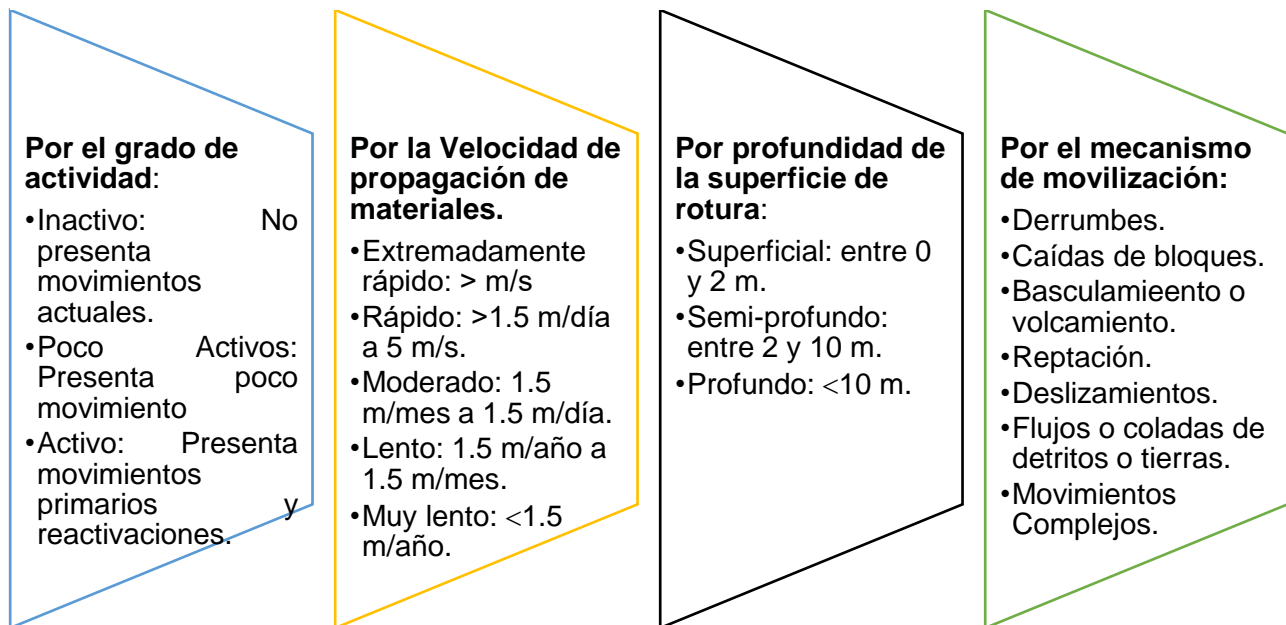 Por el grado de
actividad:
•Inactivo: No
presenta
movimientos
actuales.
•Poco Activos:
Presenta poco
movimiento
•Activo: Presenta
movimientos
primarios y
reactivaciones.
Por la Velocidad de
propagación de
materiales.
•Extremadamente
rápido: > m/s
•Rápido: >1.5 m/día
a 5 m/s.
•Moderado: 1.5
m/mes a 1.5 m/día.
•Lento: 1.5 m/año a
1.5 m/mes.
•Muy lento: <1.5
m/año.
Por profundidad de
la superficie de
rotura:
•Superficial: entre 0
y 2 m.
•Semi-profundo:
entre 2 y 10 m.
•Profundo: <10 m.
Por el mecanismo
de movilización:
•Derrumbes.
•Caídas de bloques.
•Basculamieento o
volcamiento.
•Reptación.
•Deslizamientos.
•Flujos o coladas de
detritos o tierras.
•Movimientos
Complejos.